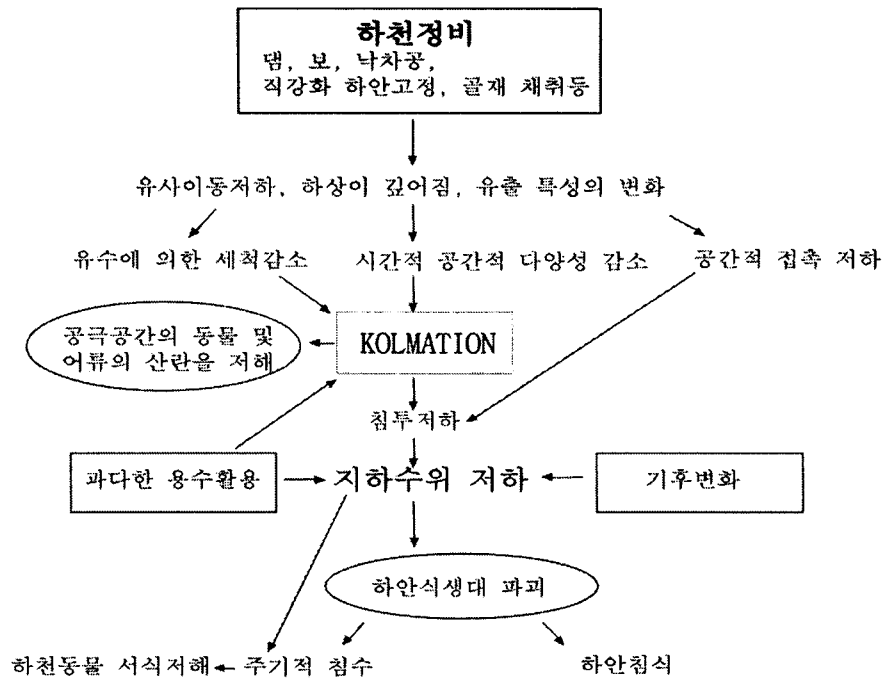 하천정비
댐, 보, 낙차공,
직강화 하안고정, 골재 채취등
유사이동저하, 하상이 깊어짐, 유출 특성의 변화
유수에 의한 세척감소
시간적 공간적 다양성 감소
공간적 접촉 저하
공극공간의 동물 및
어류의 산란을 저해
KOLMATION
침투저하
과다한 용수활용
지하수위 저하
기후변화
하안식생대 파괴
하천동물 서식저해
주기적 침수
하안침식